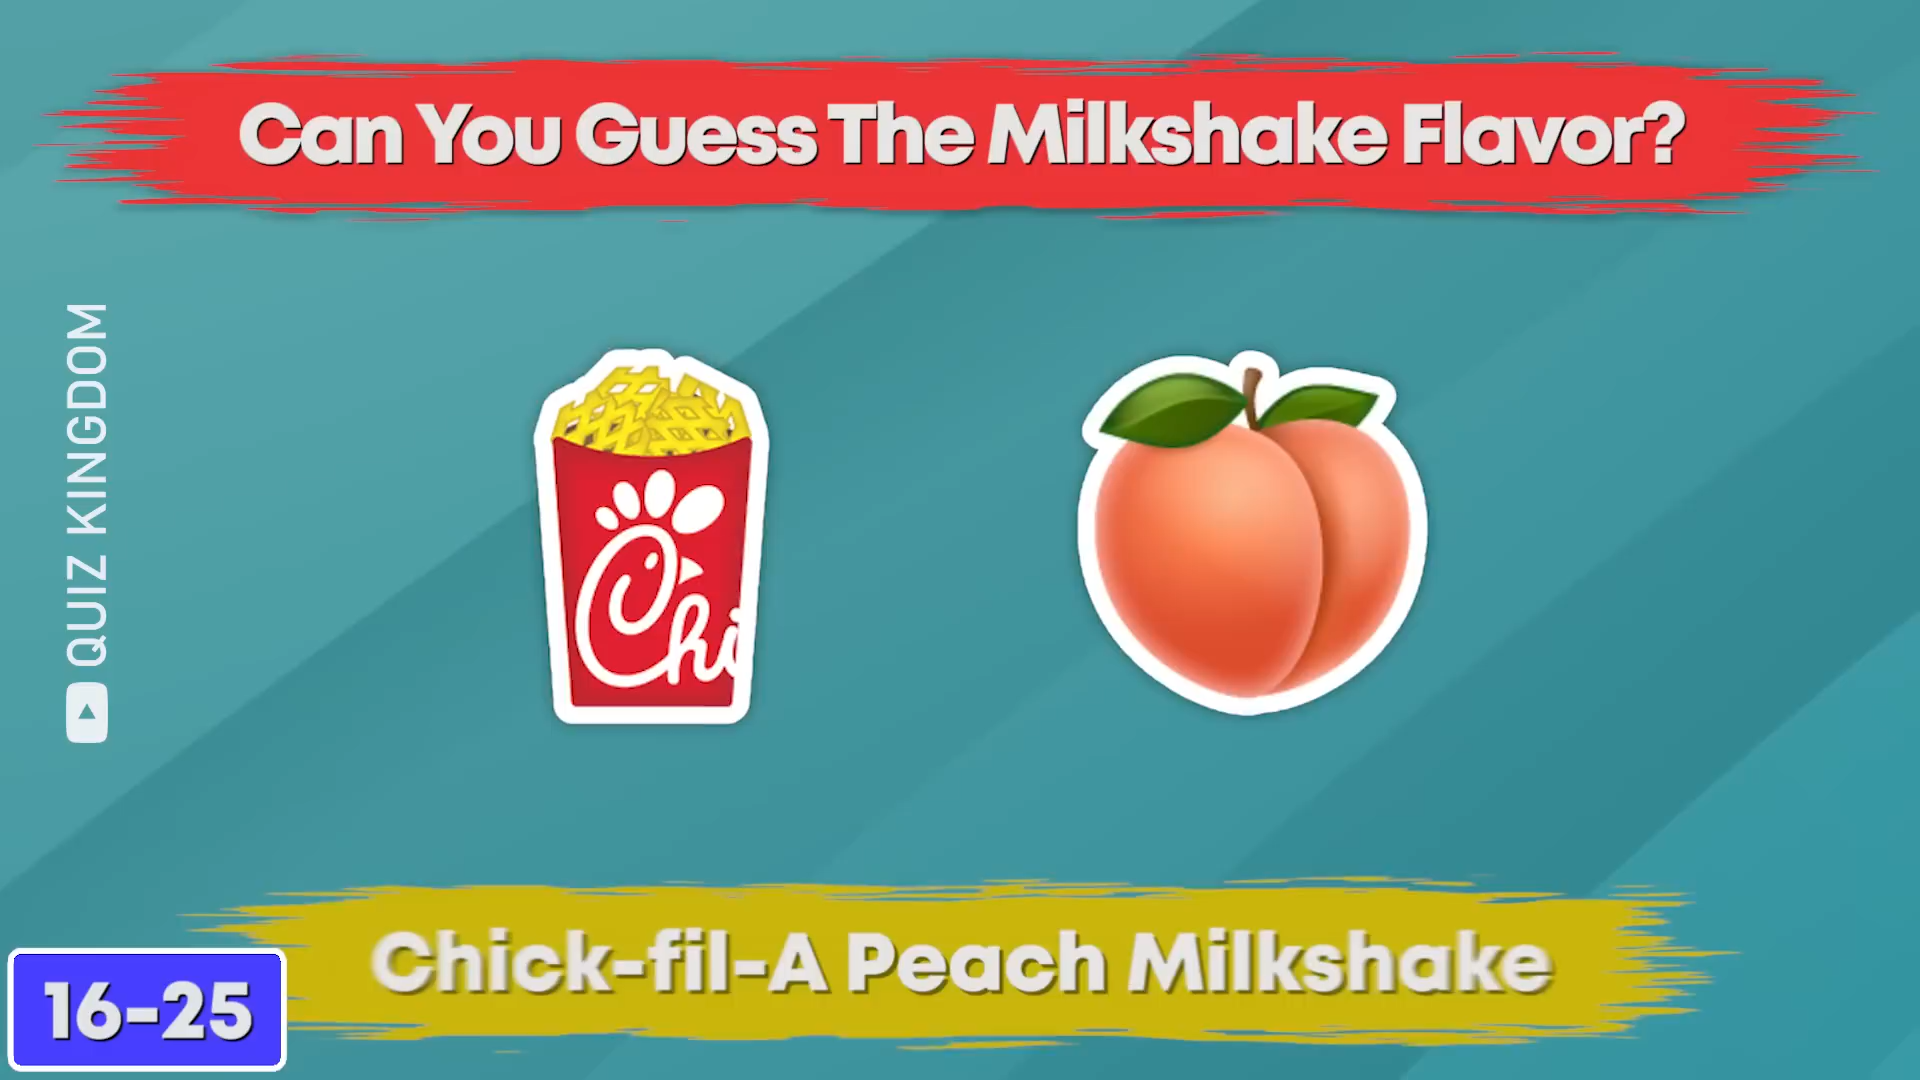 Can You Guess The Milkshake Flavor?
QUIZ KINGDOM
Chi
Chick-fil-A Peach Milkshake
16-25